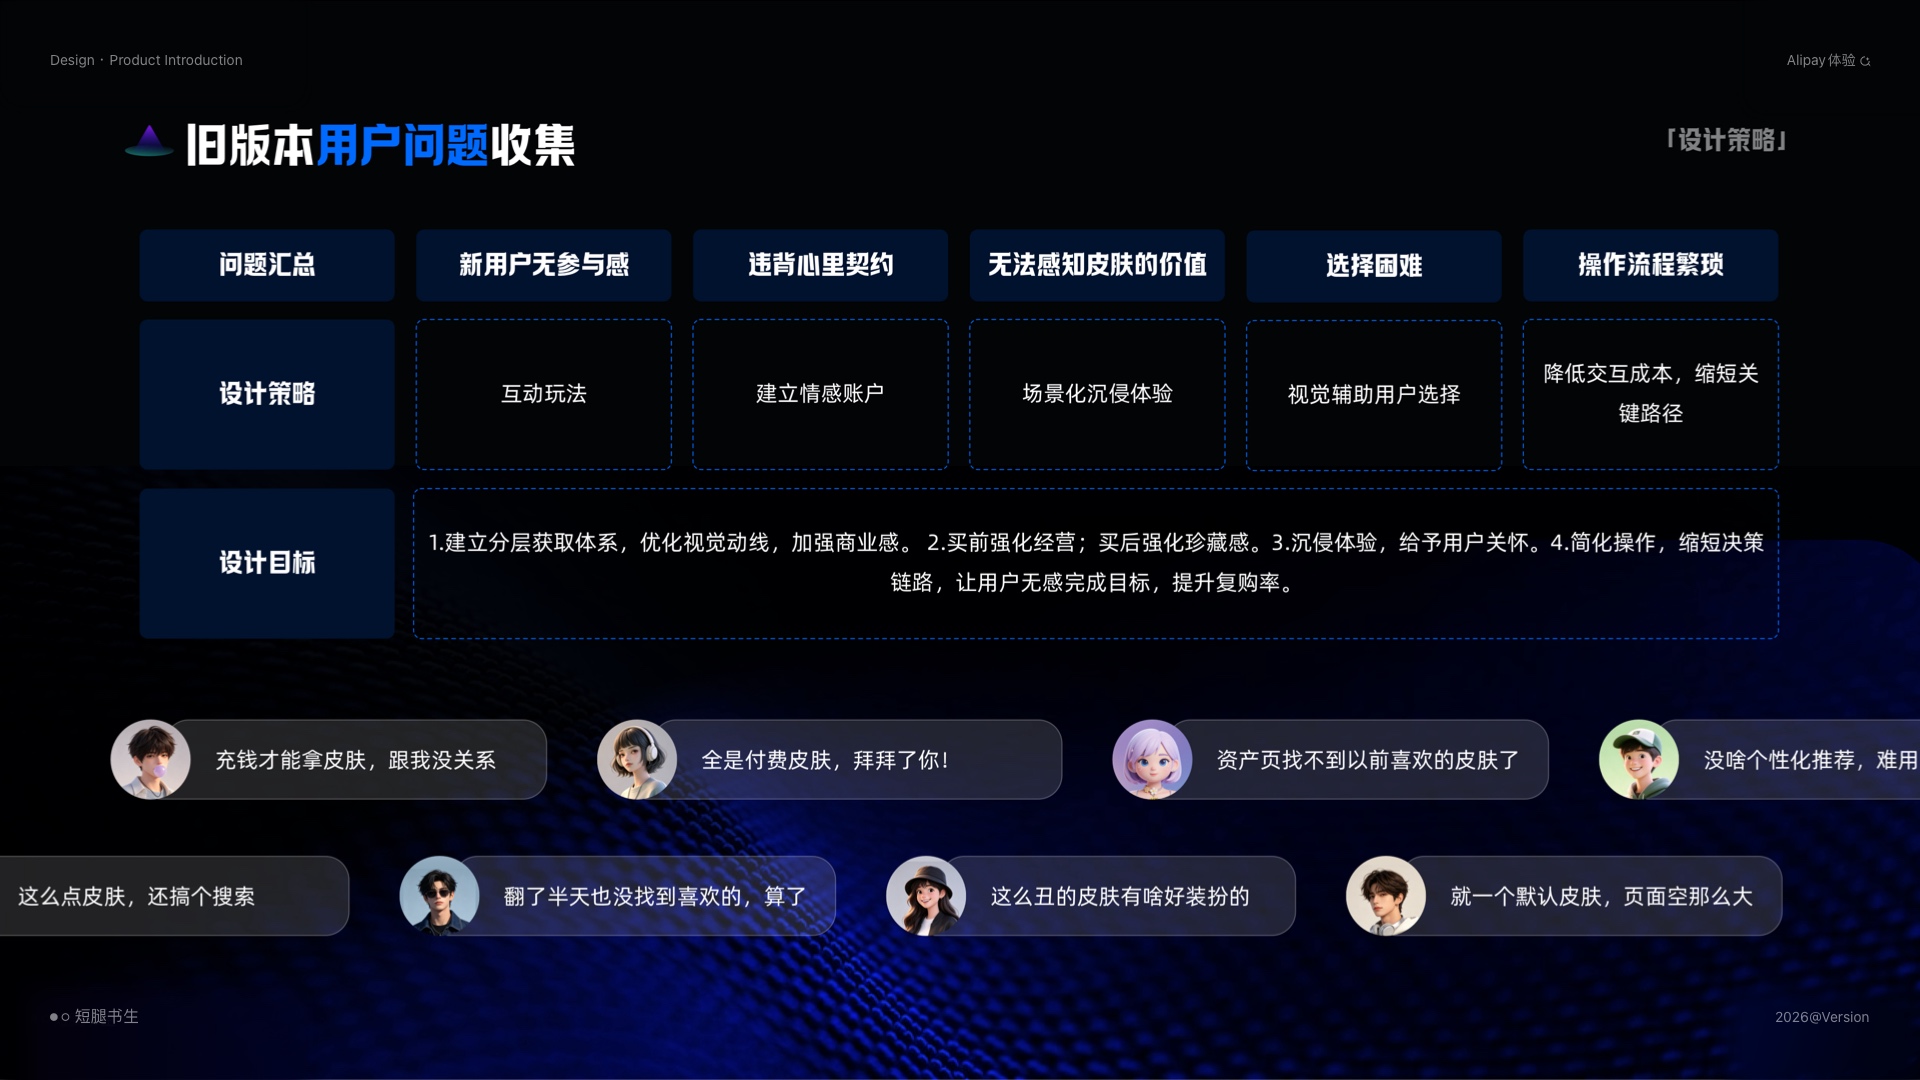 Design · Product Introduction
Alipay体验
旧版本用户问题收集
「设计策略」
问题汇总
新用户无参与感
违背心里契约
无法感知皮肤的价值
选择困难
操作流程繁琐
设计策略
互动玩法
建立情感账户
场景化沉侵体验
视觉辅助用户选择
降低交互成本，缩短关
键路径
设计目标
1.建立分层获取体系，优化视觉动线，加强商业感。 2.买前强化经营；买后强化珍藏感。3.沉侵体验，给予用户关怀。4.简化操作，缩短决策
链路，让用户无感完成目标，提升复购率。
充钱才能拿皮肤，跟我没关系
全是付费皮肤，拜拜了你！
资产页找不到以前喜欢的皮肤了
没啥个性化推荐，难用
这么点皮肤，还搞个搜索
翻了半天也没找到喜欢的，算了
这么丑的皮肤有啥好装扮的
就一个默认皮肤，页面空那么大
短腿书生
2026@Version